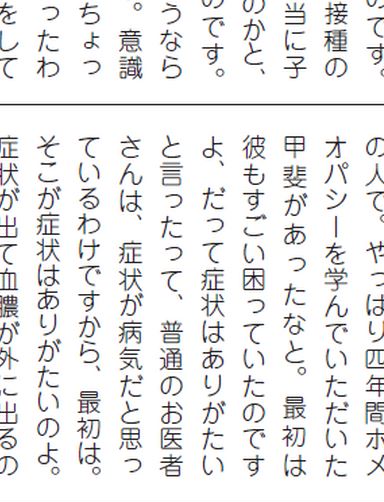 のです。
接種の
当に子
のかと、
のです。
うなら
。意識
ちょっ
ったわ
をして
の人で。やっぱり四年間ホメ
オパシーを学んでいただいた
甲斐があったなと。最初は
彼もすごい困っていたのです
よ、だって症状はありがたい
と言ったって、普通のお医者
さんは、症状が病気だと思っ
ているわけですから、最初は。
そこが症状はありがたいのよ。
症状が出て血膿が外に出るの